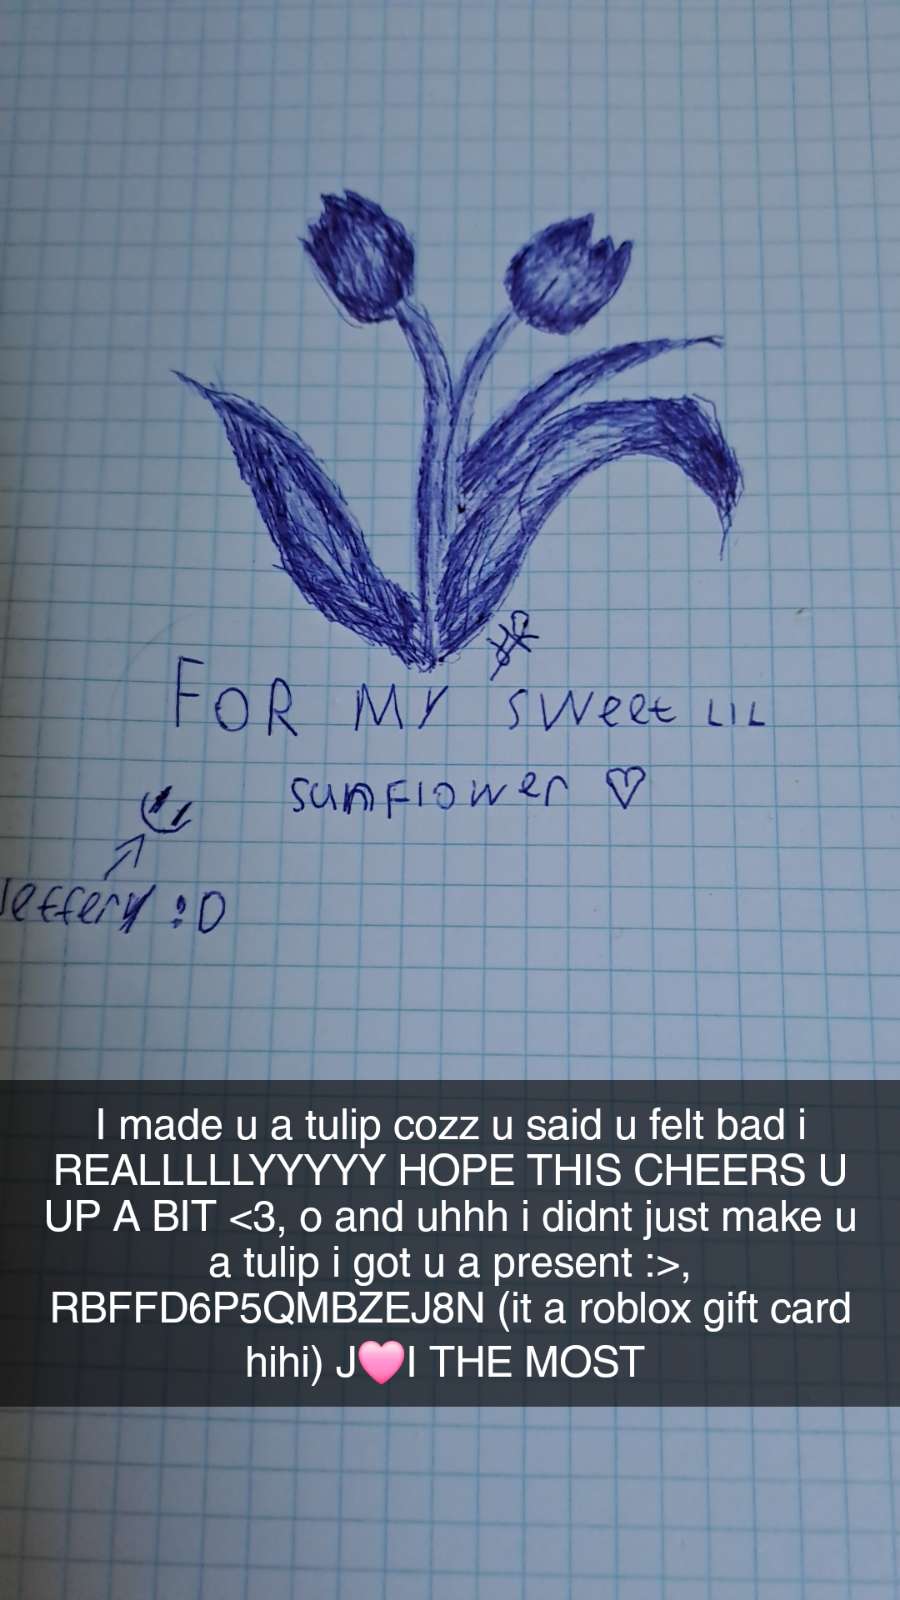 FOR MY sweet LIL
sunflower ♡
Jeffery :D
I made u a tulip cozz u said u felt bad i
REALLLLLYYYYY HOPE THIS CHEERS U
UP A BIT <3, o and uhhh i didnt just make u
a tulip i got u a present :>,
RBFFD6P5QMBZEJ8N (it a roblox gift card
hihi) J🩷I THE MOST